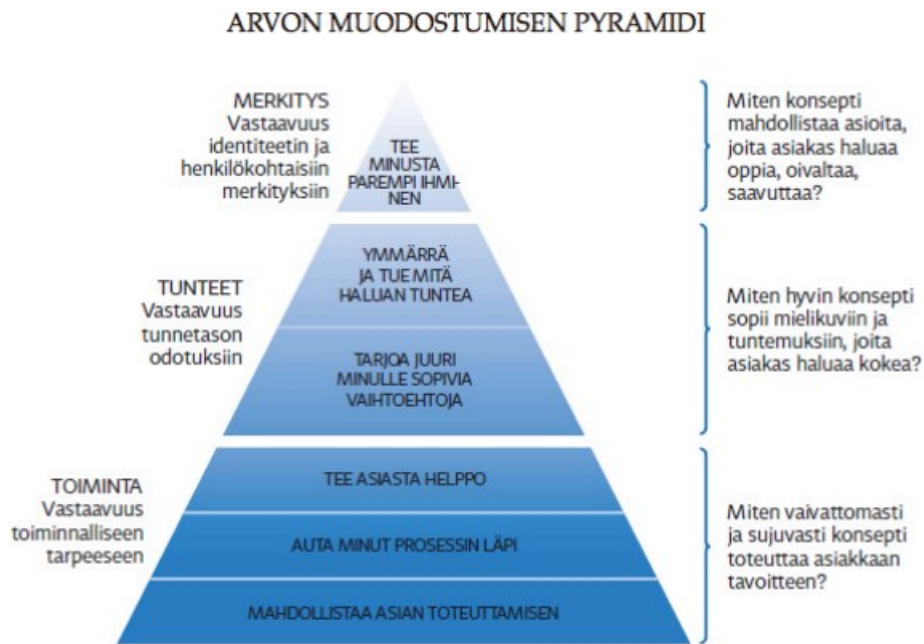 ARVON MUODOSTUMISEN PYRAMIDI
MERKITYS
Vastaavuus
identiteetin ja
henkilökohtaisiin
merkityksiin
TEE
MINUSTA
PAREMPI IHMI-
NEN
Miten konsepti
mahdollistaa asioita,
joita asiakas haluaa
oppia, oivaltaa,
saavuttaa?
TUNTEET
Vastaavuus
tunnetason
odotuksiin
YMMÄRRÄ
JA TUE MITÄ
HALUAN TUNTEA
TARJOA JUURI
MINULLE SOPIVIA
VAIHTOEHTOJA
Miten hyvin konsepti
sopii mielikuviin ja
tuntemuksiin, joita
asiakas haluaa kokea?
TOIMINTA
Vastaavuus
toiminnalliseen
tarpeeseen
TEE ASIASTA HELPPO
AUTA MINUT PROSESSIN LÄPI
MAHDOLLISTAA ASIAN TOTEUTTAMISEN
Miten vaivattomasti
ja sujuvasti konsepti
toteuttaa asiakkaan
tavoitteen?